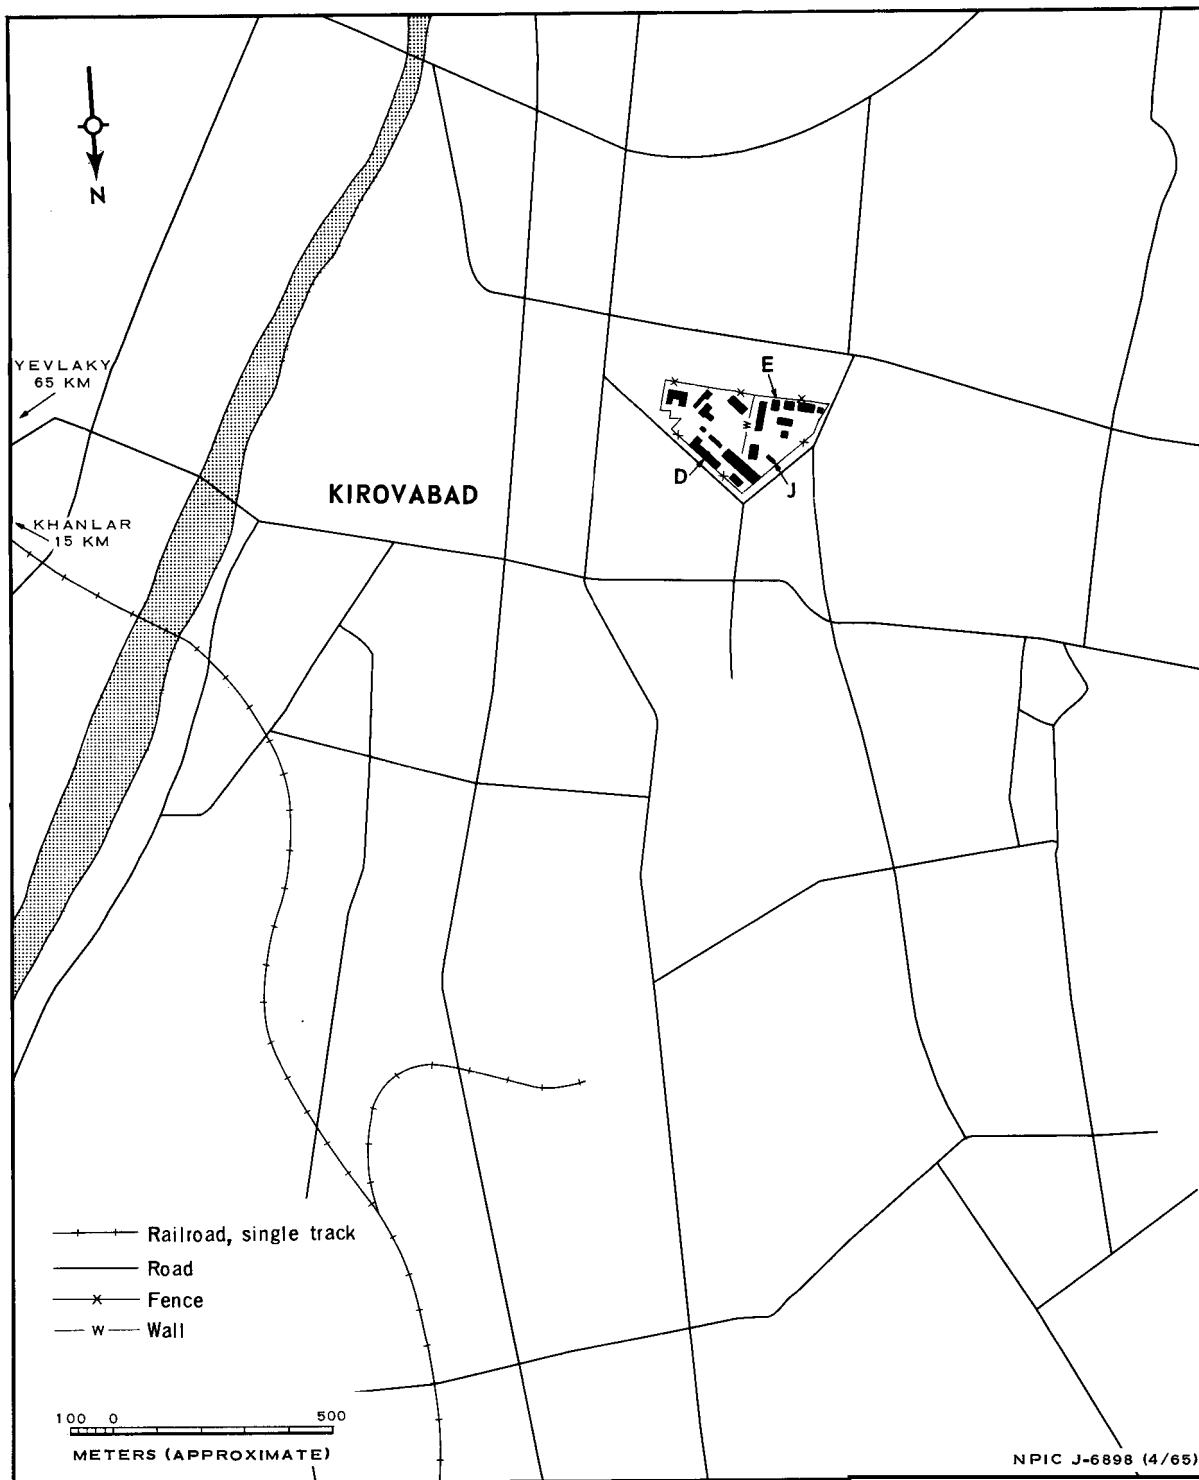 N
YEVLAKY
65 KM
E
W
D
J
KIROVABAD
KHANLAR
15 KM
Railroad, single track
Road
Fence
W Wall
100 0 500
METERS (APPROXIMATE)
NPIC J-6898 (4/65)